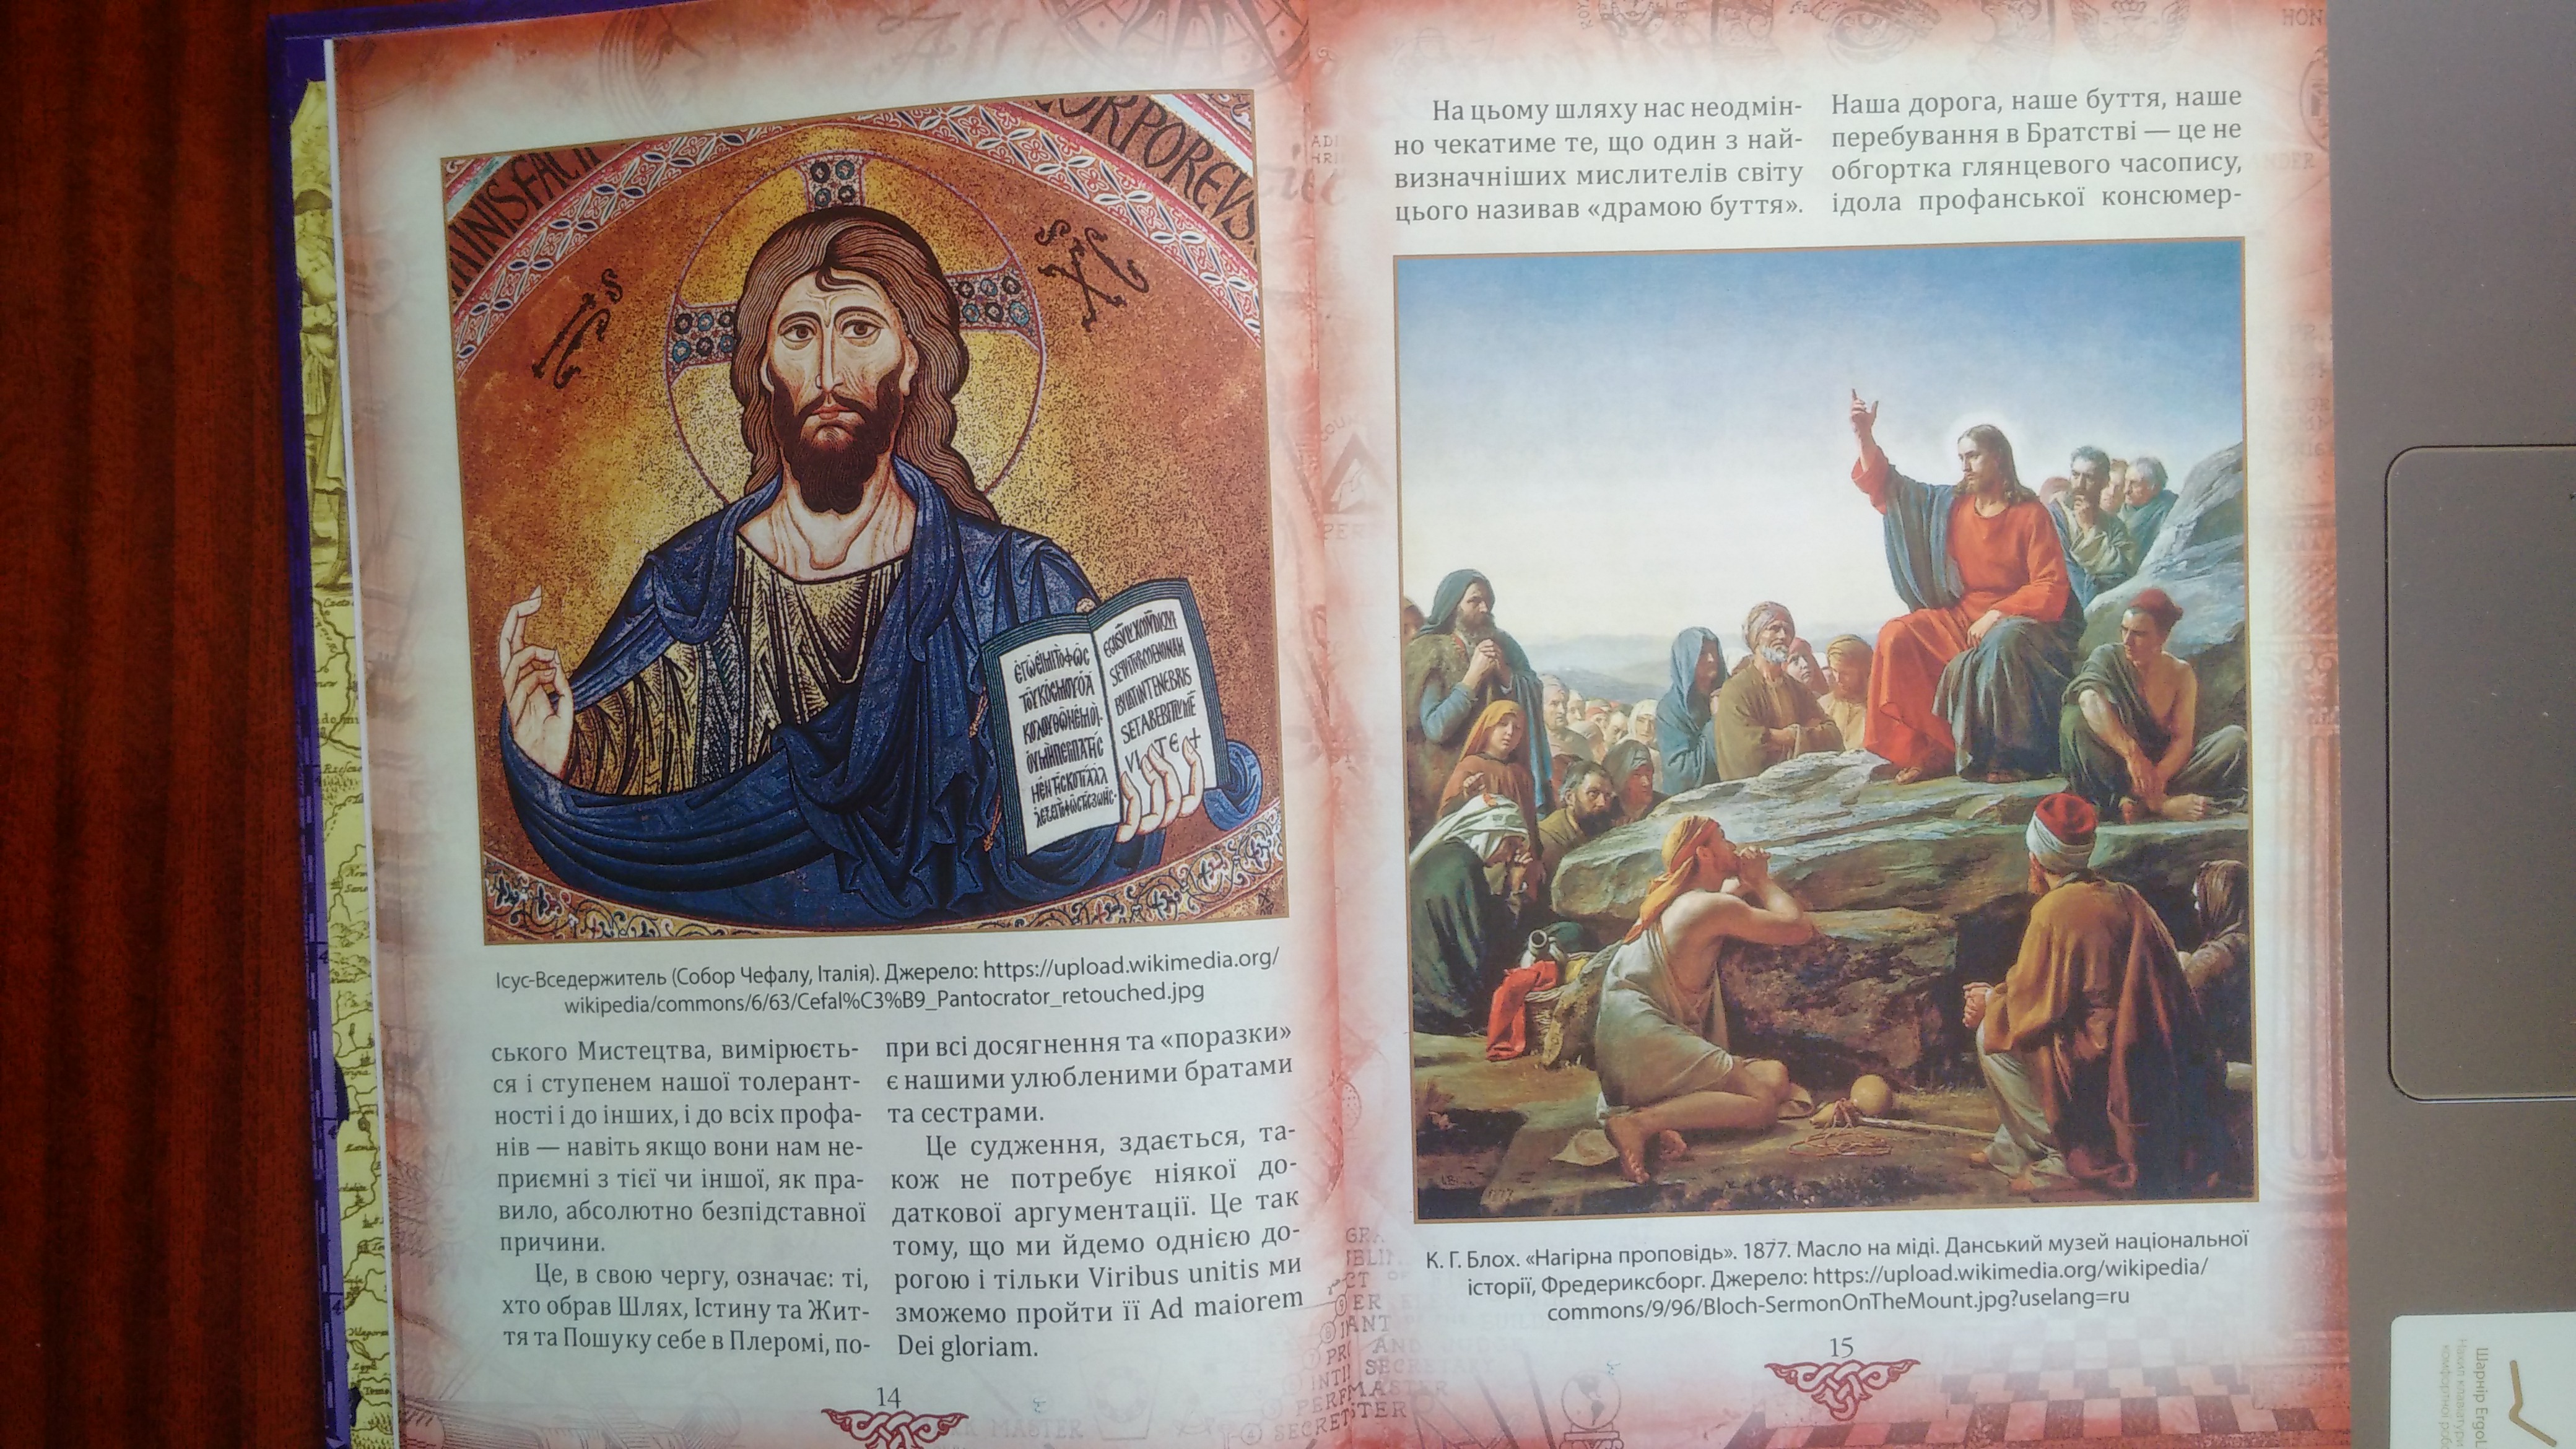 ORPOREVS
ІС
ХС
Ісус-Вседержитель (Собор Чефалу, Італія). Джерело: https://upload.wikimedia.org/
wikipedia/commons/6/63/Cefal%C3%B9_Pantocrator_retouched.jpg
ського Мистецтва, вимірюєть-
ся і ступенем нашої толерант-
ності і до інших, і до всіх профа-
нів — навіть якщо вони нам не-
приємні з тієї чи іншої, як пра-
вило, абсолютно безпідставної
причини.
Це, в свою чергу, означає: ті,
хто обрав Шлях, Істину та Жит-
тя та Пошуку себе в Плеромі, по-
при всі досягнення та «поразки»
є нашими улюбленими братами
та сестрами.
Це судження, здається, та-
кож не потребує ніякої до-
даткової аргументації. Це так
тому, що ми йдемо однією до-
рогою і тільки Viribus unitis ми
зможемо пройти її Ad maiorem
Dei gloriam.
14
На цьому шляху нас неодмін-
но чекатиме те, що один з най-
визначніших мислителів світу
цього називав «драмою буття».
Наша дорога, наше буття, наше
перебування в Братстві — це не
обгортка глянцевого часопису,
ідола профанської консюмер-
К. Г. Блох. «Нагірна проповідь». 1877. Масло на міді. Данський музей національної
історії, Фредериксборг. Джерело: https://upload.wikimedia.org/wikipedia/
commons/9/96/Bloch-SermonOnTheMount.jpg?uselang=ru
15
Шарнір Ergol